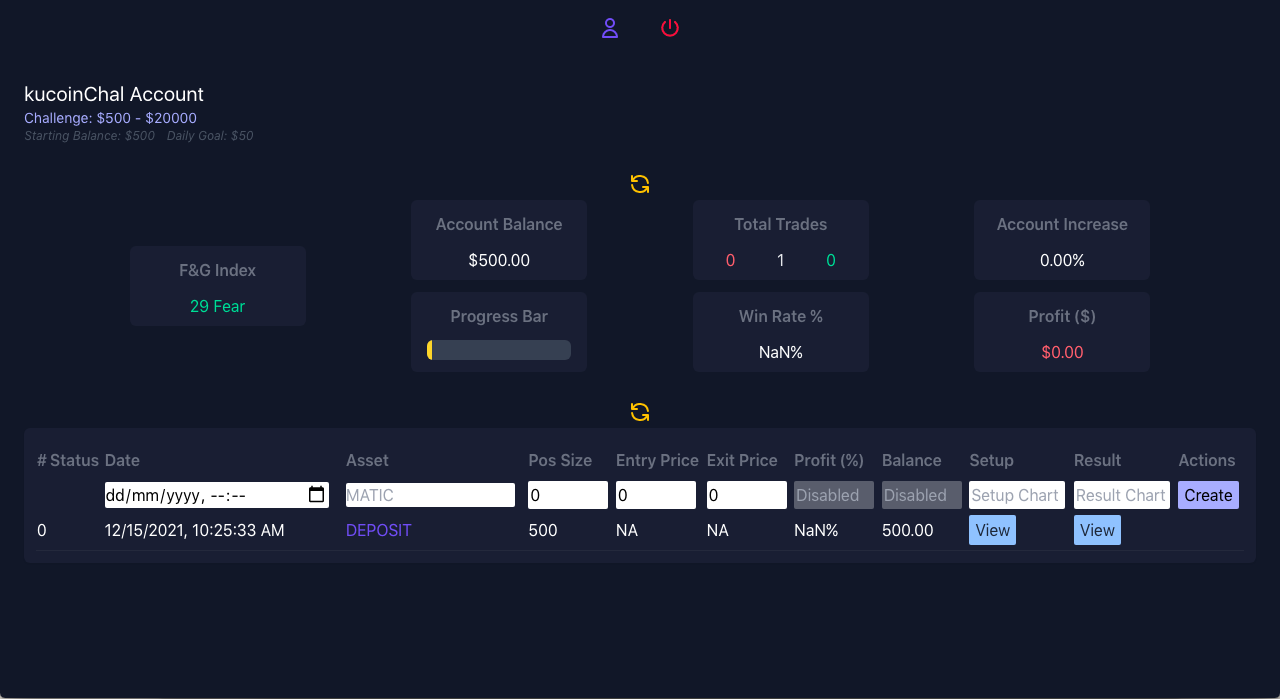 kucoinChal Account
Challenge: $500 - $20000
Starting Balance: $500 Daily Goal: $50
F&G Index
29 Fear
Account Balance
$500.00
Progress Bar
Total Trades
0 1 0
Win Rate %
NaN%
Account Increase
0.00%
Profit ($)
$0.00
# Status Date Asset Pos Size Entry Price Exit Price Profit (%) Balance Setup Result Actions
dd/mm/yyyy, --:-- MATIC 0 0 0 Disabled Disabled Setup Chart Result Chart Create
0 12/15/2021, 10:25:33 AM DEPOSIT 500 NA NA NaN% 500.00 View View